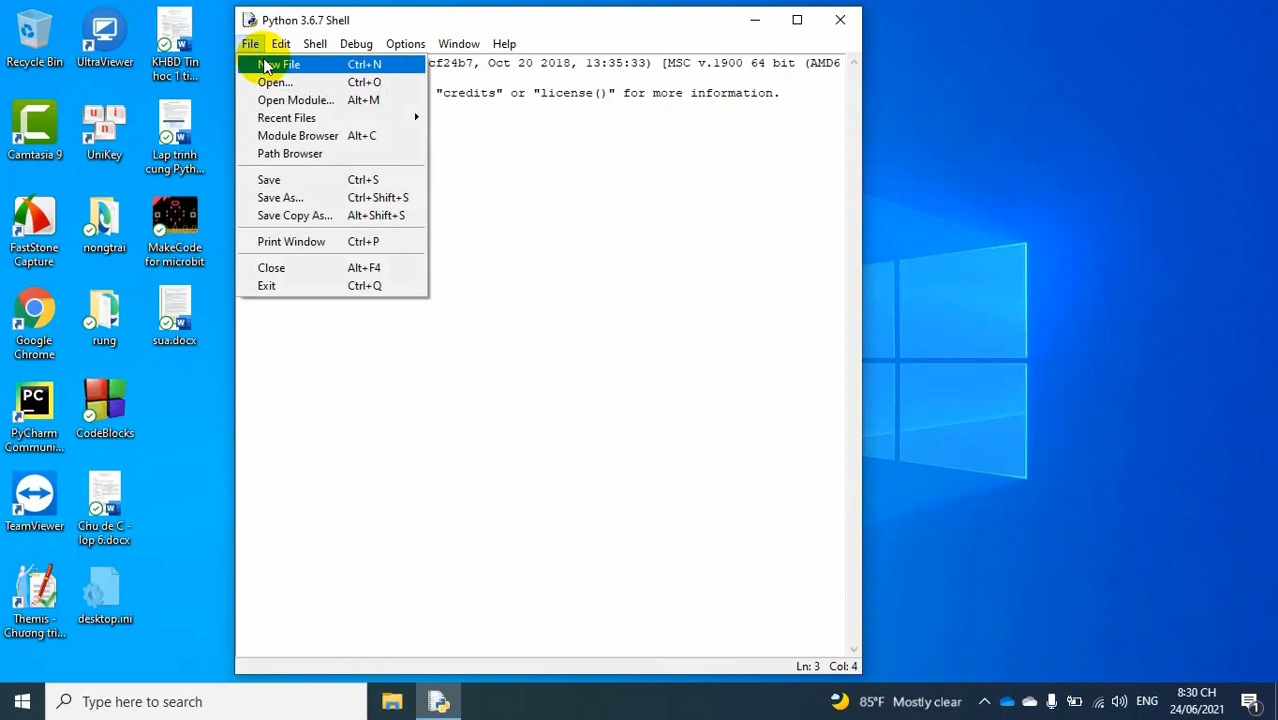 Recycle Bin
UltraViewer
KHBD Tin
hoc 1 ti...
Camtasia 9
UniKey
Lap trinh
cung Pyth...
FastStone
Capture
nongtrai
MakeCode
for microbit
Google
Chrome
rung
sua.docx
PyCharm
Communi...
CodeBlocks
TeamViewer
Chu de C -
lop 6.docx
Themis -
Chương trì...
desktop.ini
Python 3.6.7 Shell
File Edit Shell Debug Options Window Help
New File Ctrl+N
Open... Ctrl+O
Open Module... Alt+M
Recent Files
Module Browser Alt+C
Path Browser
Save Ctrl+S
Save As... Ctrl+Shift+S
Save Copy As... Alt+Shift+S
Print Window Ctrl+P
Close Alt+F4
Exit Ctrl+Q
cf24b7, Oct 20 2018, 13:35:33) [MSC v.1900 64 bit (AMD6
"credits" or "license()" for more information.
Ln: 3 Col: 4
Type here to search
85°F Mostly clear
ENG
8:30 CH
24/06/2021
1